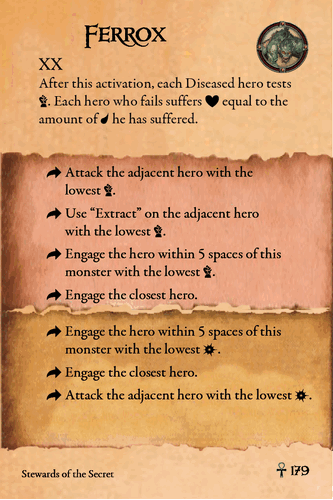 FERROX
XX
After this activation, each Diseased hero tests
. Each hero who fails suffers equal to the
amount of he has suffered.
Attack the adjacent hero with the
lowest .
Use “Extract” on the adjacent hero
with the lowest .
Engage the hero within 5 spaces of this
monster with the lowest .
Engage the closest hero.
Engage the hero within 5 spaces of this
monster with the lowest .
Engage the closest hero.
Attack the adjacent hero with the lowest .
Stewards of the Secret
179